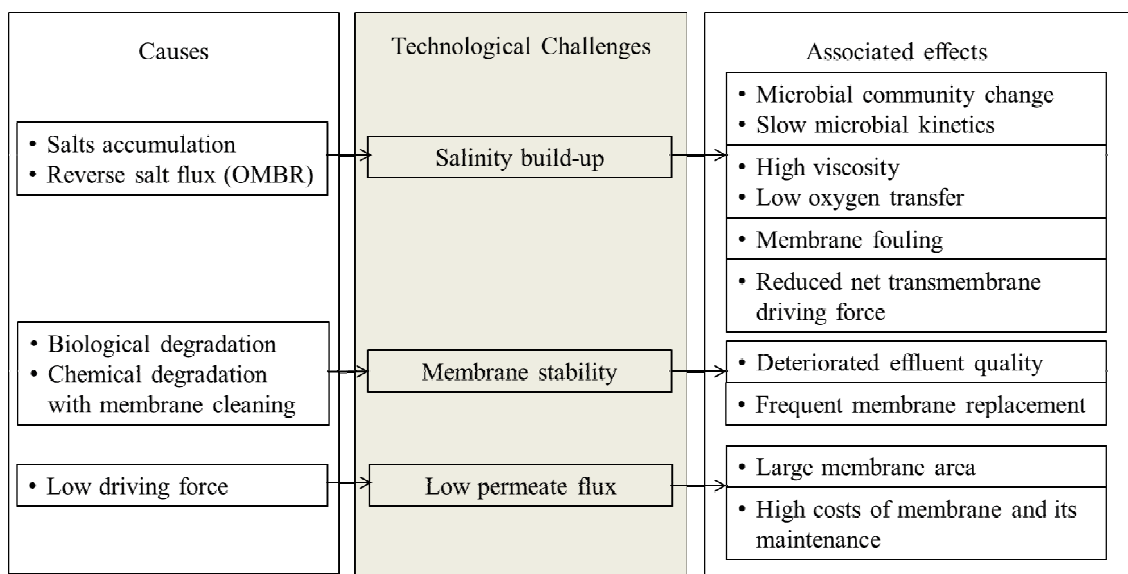 Causes
• Salts accumulation
• Reverse salt flux (OMBR)
• Biological degradation
• Chemical degradation
with membrane cleaning
• Low driving force
Technological Challenges
Salinity build-up
Membrane stability
Low permeate flux
Associated effects
• Microbial community change
• Slow microbial kinetics
• High viscosity
• Low oxygen transfer
• Membrane fouling
• Reduced net transmembrane
driving force
• Deteriorated effluent quality
• Frequent membrane replacement
• Large membrane area
• High costs of membrane and its
maintenance